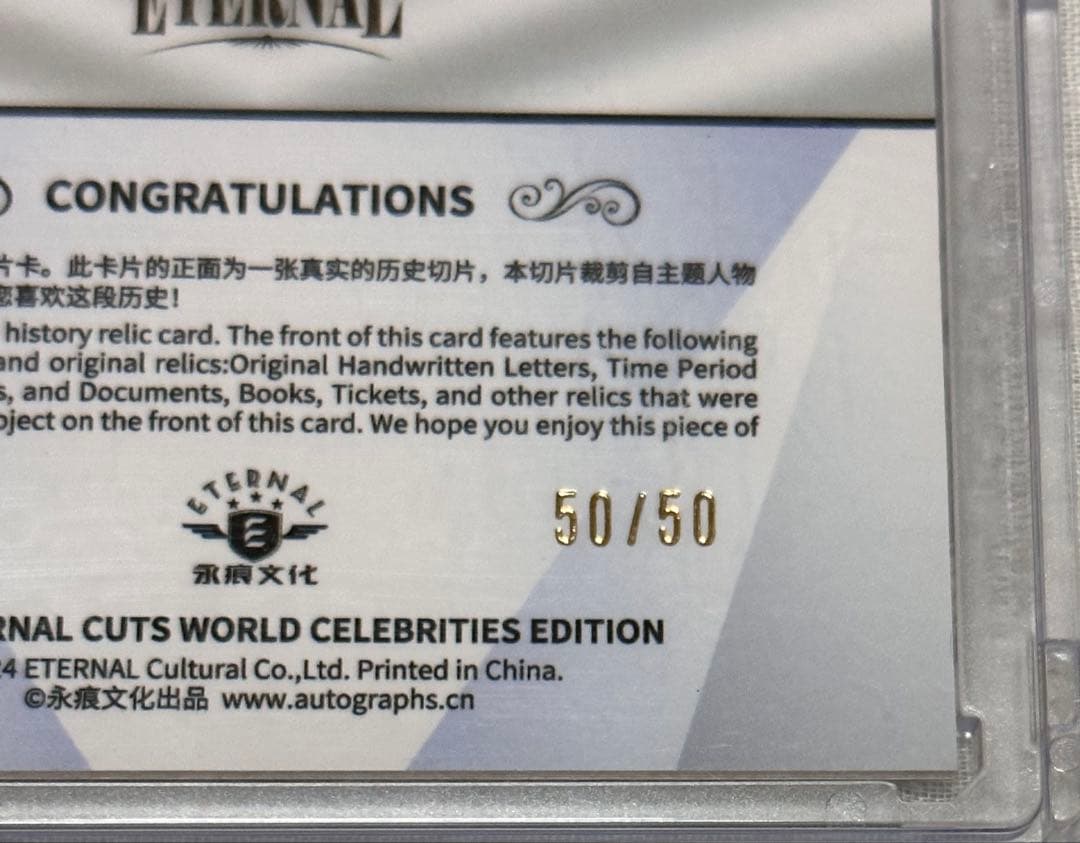 ETERNAL
CONGRATULATIONS
片卡。此卡片的正面为一张真实的历史切片，本切片裁剪自主题人物
您喜欢这段历史！
history relic card. The front of this card features the following
and original relics:Original Handwritten Letters, Time Period
s, and Documents, Books, Tickets, and other relics that were
bject on the front of this card. We hope you enjoy this piece of
ETERNAL
永痕文化
50/50
RNAL CUTS WORLD CELEBRITIES EDITION
24 ETERNAL Cultural Co.,Ltd. Printed in China.
©永痕文化出品 www.autographs.cn